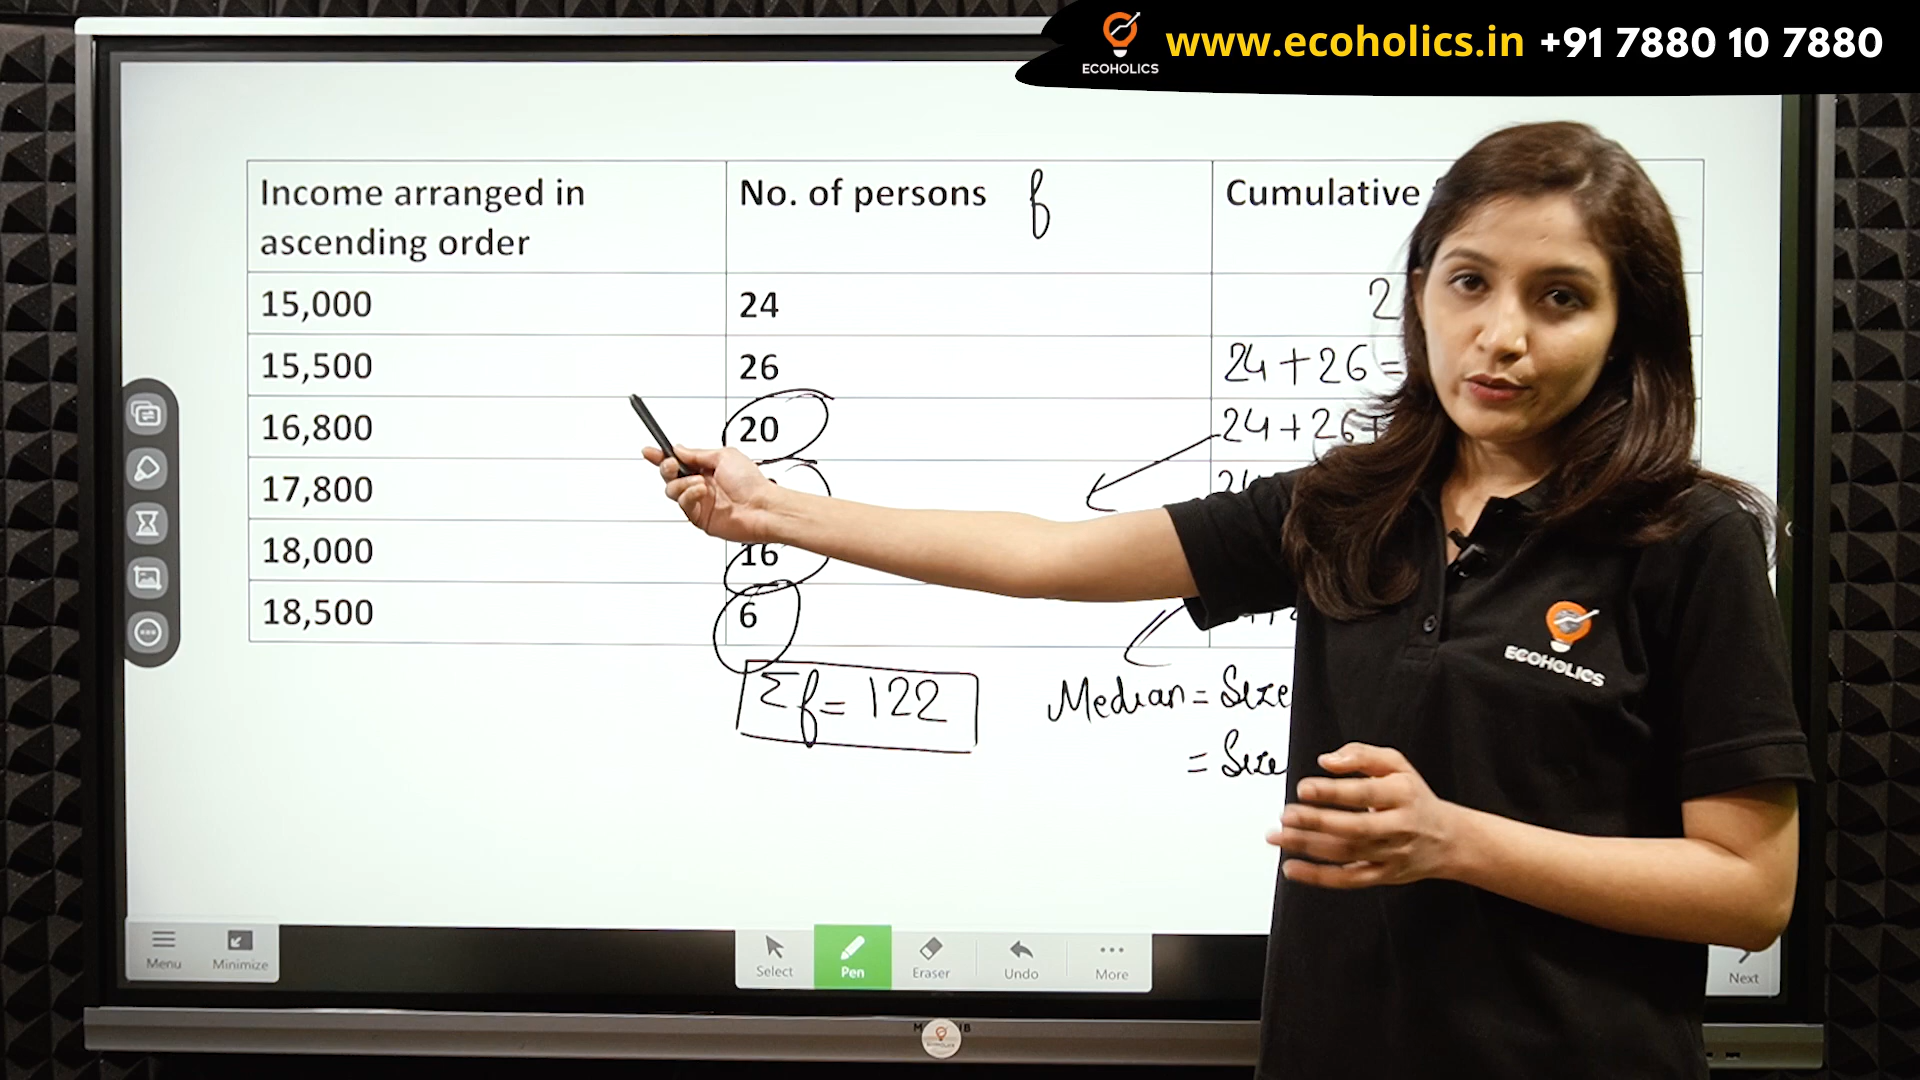 www.ecoholics.in +91 7880 10 7880
ECOHOLICS
Income arranged in ascending order No. of persons f Cumulative
15,000 24 2
15,500 26 24 + 26 =
16,800 20 24 + 26 +
17,800
18,000 16
18,500 6
Σf = 122
Median = Size
= Size
ECOHOLICS
Menu Minimize Select Pen Eraser Undo More Next
ECOHOLICS